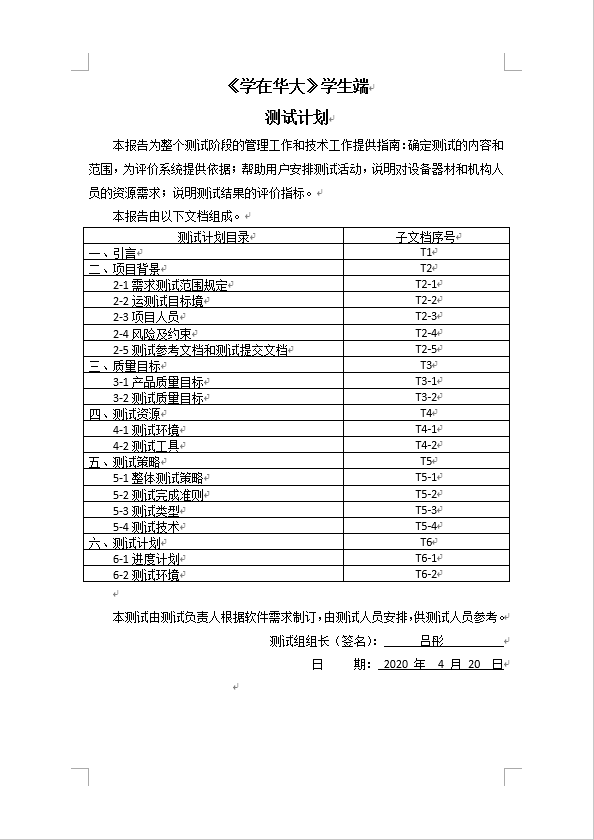 《学在华大》学生端
测试计划
本报告为整个测试阶段的管理工作和技术工作提供指南：确定测试的内容和
范围，为评价系统提供依据；帮助用户安排测试活动，说明对设备器材和机构人
员的资源需求；说明测试结果的评价指标。
本报告由以下文档组成。
测试计划目录 子文档序号
一、引言 T1
二、项目背景 T2
2-1 需求测试范围规定 T2-1
2-2 运测试目标境 T2-2
2-3 项目人员 T2-3
2-4 风险及约束 T2-4
2-5 测试参考文档和测试提交文档 T2-5
三、质量目标 T3
3-1 产品质量目标 T3-1
3-2 测试质量目标 T3-2
四、测试资源 T4
4-1 测试环境 T4-1
4-2 测试工具 T4-2
五、测试策略 T5
5-1 整体测试策略 T5-1
5-2 测试完成准则 T5-2
5-3 测试类型 T5-3
5-4 测试技术 T5-4
六、测试计划 T6
6-1 进度计划 T6-1
6-2 测试环境 T6-2
本测试由测试负责人根据软件需求制订，由测试人员安排，供测试人员参考。
测试组组长（签名）： 吕彤
日 期： 2020 年 4 月 20 日